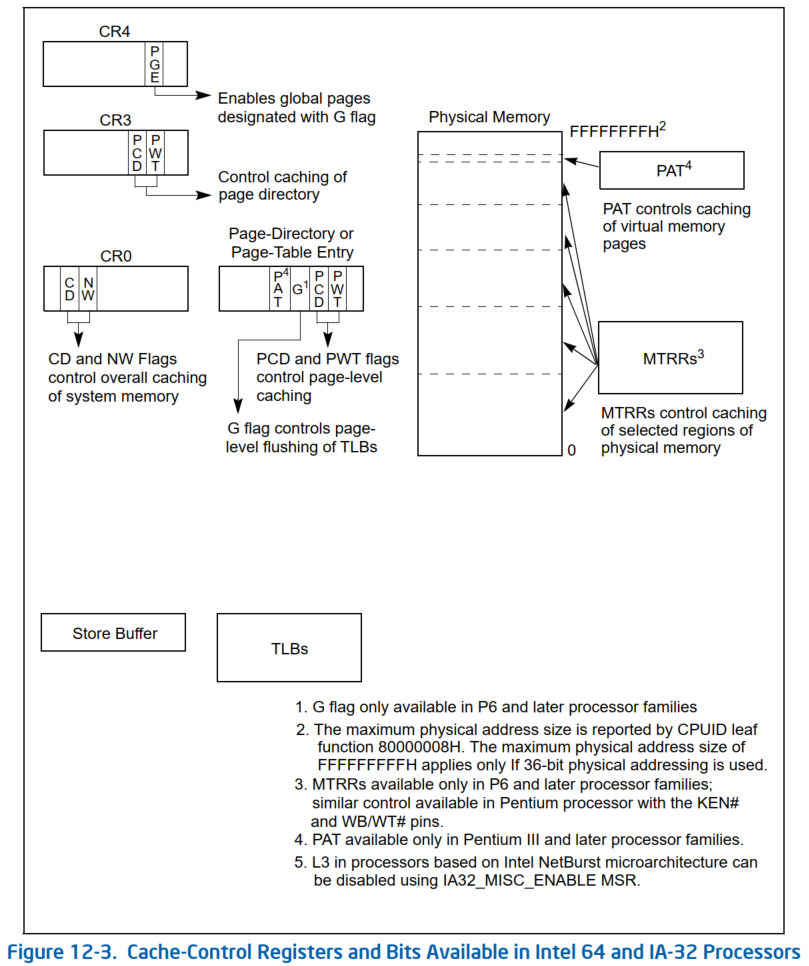 CR4
PGE
Enables global pages
designated with G flag
CR3
PCD PWT
Control caching of
page directory
Physical Memory
FFFFFFFFH2
PAT4
PAT controls caching
of virtual memory
pages
Page-Directory or
Page-Table Entry
CR0
CD NW
PAT4 G1 PCD PWT
CD and NW Flags
control overall caching
of system memory
PCD and PWT flags
control page-level
caching
G flag controls page-
level flushing of TLBs
MTRRs3
MTRRs control caching
of selected regions of
physical memory
0
Store Buffer
TLBs
1. G flag only available in P6 and later processor families
2. The maximum physical address size is reported by CPUID leaf
function 80000008H. The maximum physical address size of
FFFFFFFFFH applies only If 36-bit physical addressing is used.
3. MTRRs available only in P6 and later processor families;
similar control available in Pentium processor with the KEN#
and WB/WT# pins.
4. PAT available only in Pentium III and later processor families.
5. L3 in processors based on Intel NetBurst microarchitecture can
be disabled using IA32_MISC_ENABLE MSR.
Figure 12-3. Cache-Control Registers and Bits Available in Intel 64 and IA-32 Processors